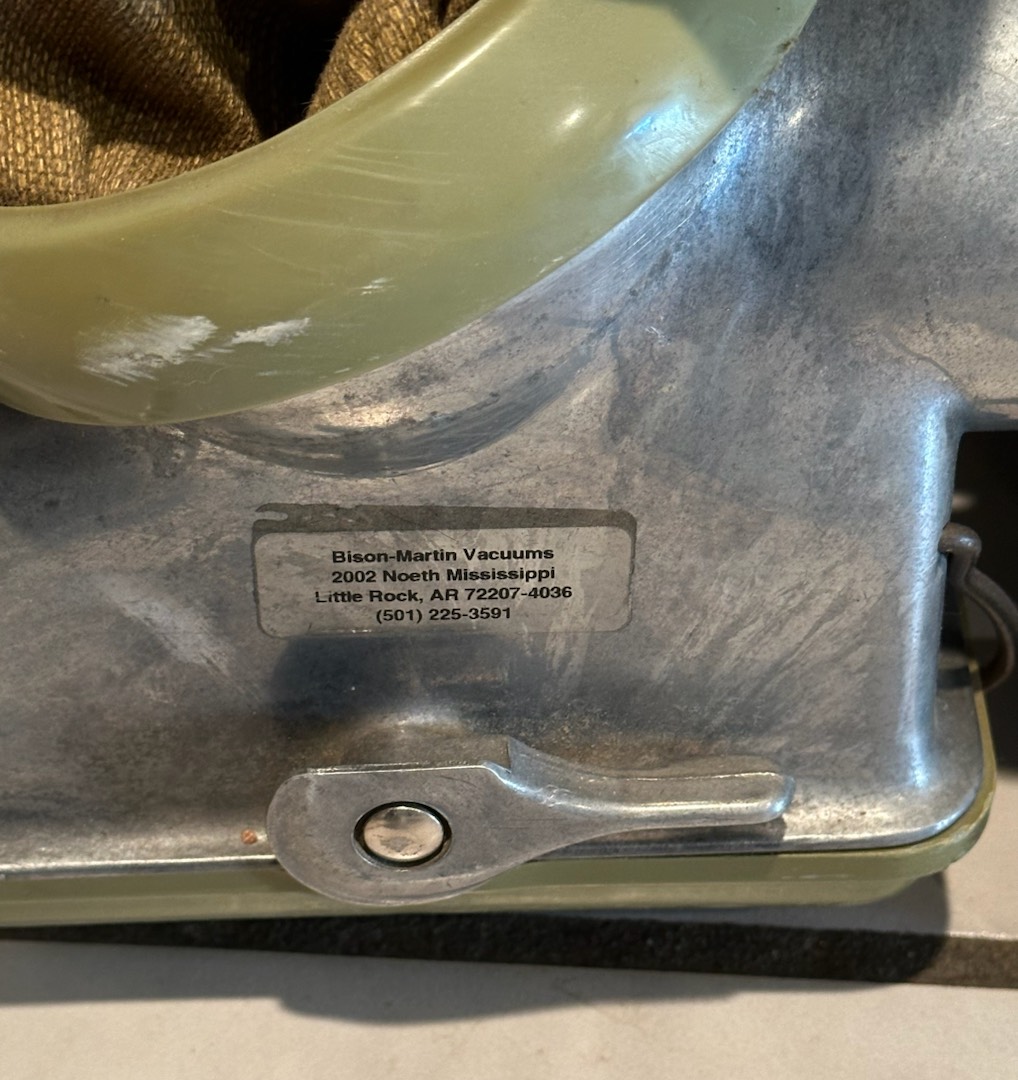 Bison-Martin Vacuums
2002 Noeth Mississippi
Little Rock, AR 72207-4036
(501) 225-3591